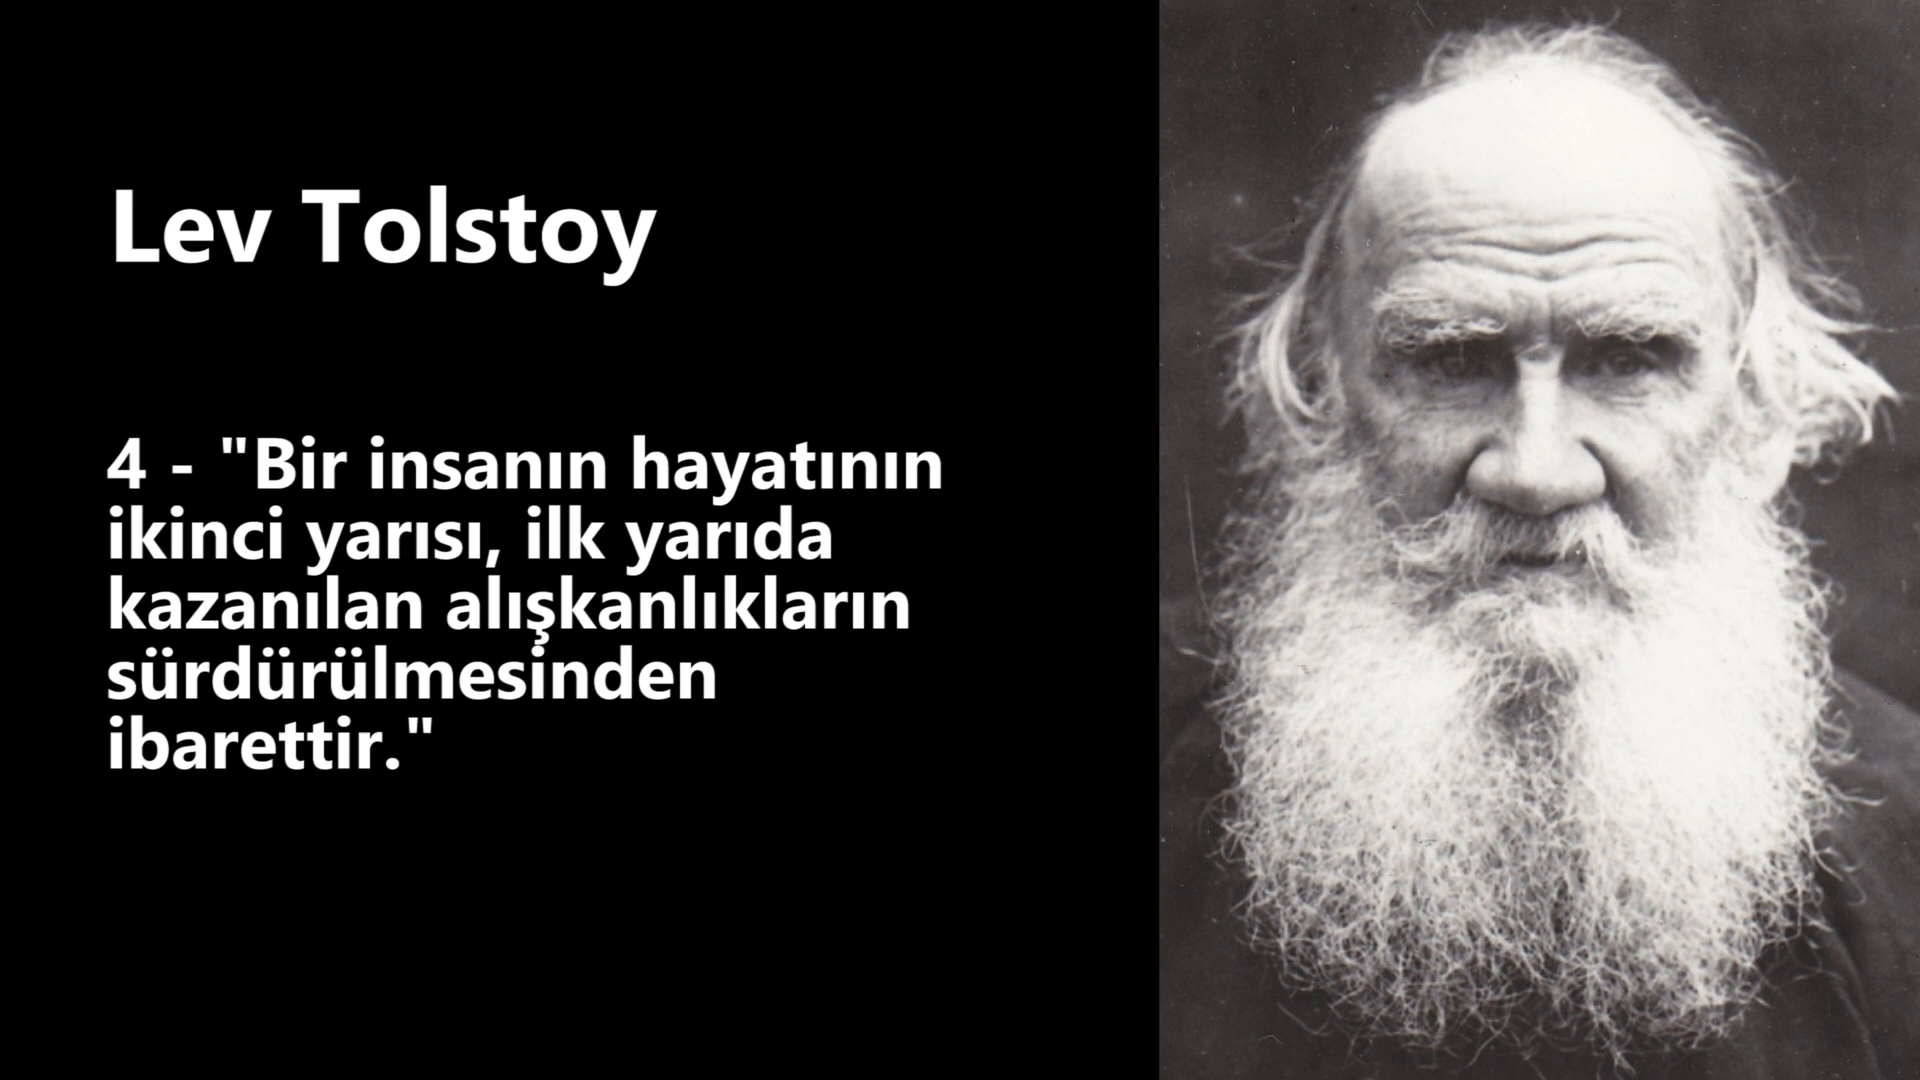 Lev Tolstoy
4 - "Bir insanın hayatının
ikinci yarısı, ilk yarıda
kazanılan alışkanlıkların
sürdürülmesinden
ibarettir."